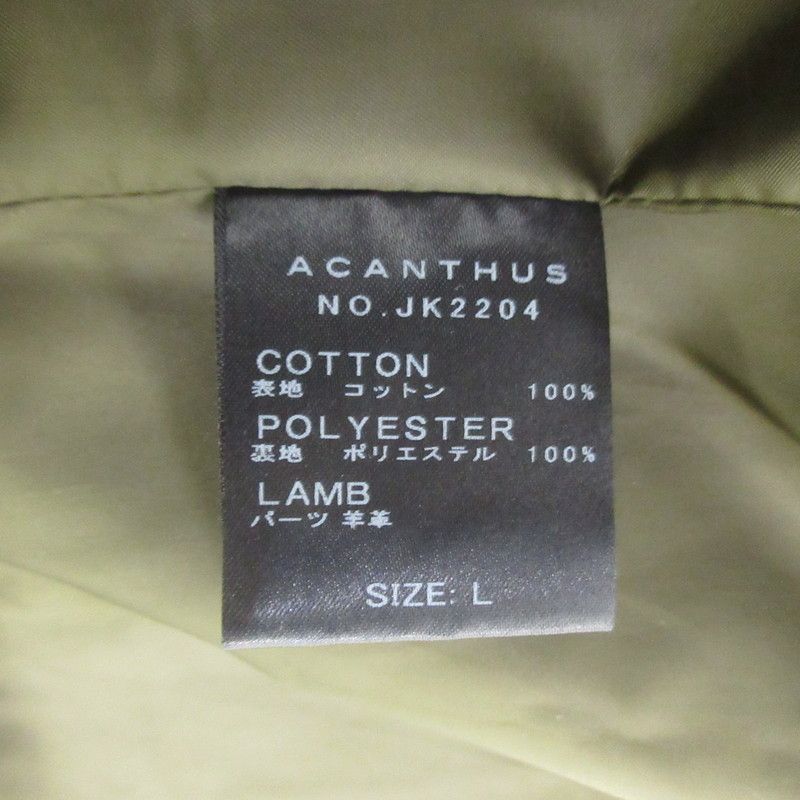 ACANTHUS
NO.JK2204
COTTON
表地 コットン 100%
POLYESTER
裏地 ポリエステル 100%
LAMB
パーツ 羊革
SIZE: L